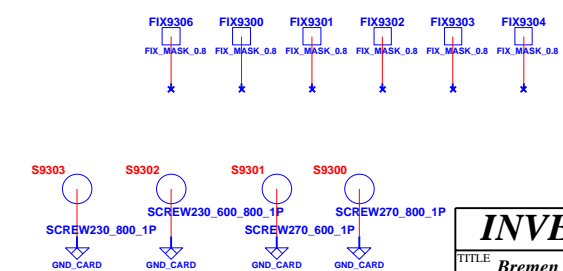 FIX9306 FIX9300 FIX9301 FIX9302 FIX9303 FIX9304
FIX_MASK_0.8 FIX_MASK_0.8 FIX_MASK_0.8 FIX_MASK_0.8 FIX_MASK_0.8 FIX_MASK_0.8
S9303 S9302 S9301 S9300
SCREW230_600_800_1P SCREW270_800_1P
SCREW230_800_1P SCREW270_600_1P
GND_CARD GND_CARD GND_CARD GND_CARD
INVE
TITLE Bremen